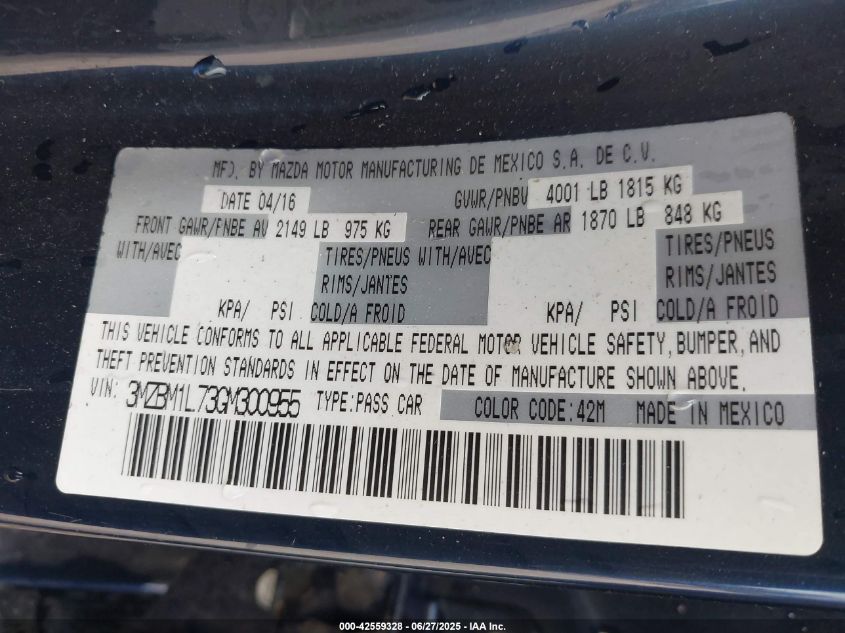 MFD. BY MAZDA MOTOR MANUFACTURING DE MEXICO S.A. DE C.V.
DATE 04/16 GVWR/PNBV 4001 LB 1815 KG
FRONT GAWR/FNBE AV 2149 LB 975 KG REAR GAWR/PNBE AR 1870 LB 848 KG
WITH/AVEC TIRES/PNEUS WITH/AVEC TIRES/PNEUS
RIMS/JANTES RIMS/JANTES
KPA/ PSI COLD/A FROID KPA/ PSI COLD/A FROID
THIS VEHICLE CONFORMS TO ALL APPLICABLE FEDERAL MOTOR VEHICLE SAFETY, BUMPER, AND
THEFT PREVENTION STANDARDS IN EFFECT ON THE DATE OF MANUFACTURE SHOWN ABOVE.
VIN: 3MZBM1L73GM300955 TYPE:PASS CAR COLOR CODE:42M MADE IN MEXICO
000-42559328 - 06/27/2025 - IAA Inc.